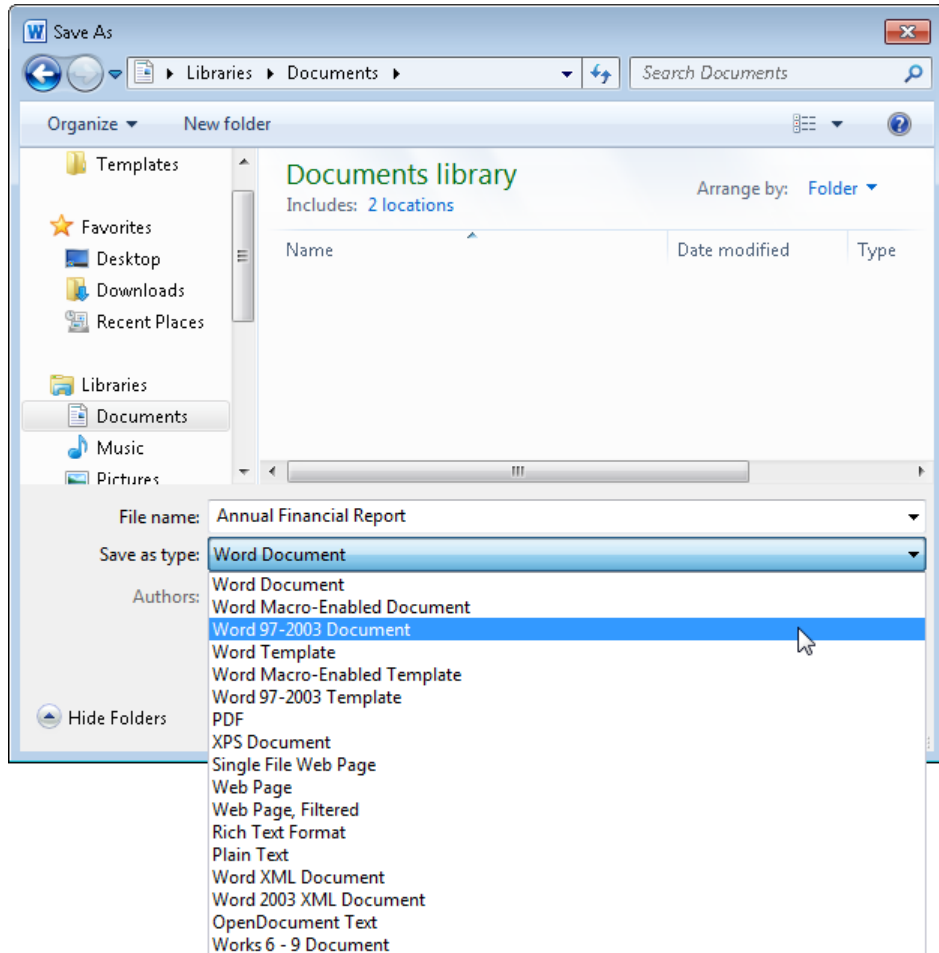 Save As
Libraries Documents
Search Documents
Organize New folder
Templates
Favorites
Desktop
Downloads
Recent Places
Libraries
Documents
Music
Pictures
Documents library
Includes: 2 locations
Arrange by: Folder
Name Date modified Type
File name: Annual Financial Report
Save as type: Word Document
Authors:
Word Document
Word Macro-Enabled Document
Word 97-2003 Document
Word Template
Word Macro-Enabled Template
Word 97-2003 Template
PDF
XPS Document
Single File Web Page
Web Page
Web Page, Filtered
Rich Text Format
Plain Text
Word XML Document
Word 2003 XML Document
OpenDocument Text
Works 6 - 9 Document
Hide Folders